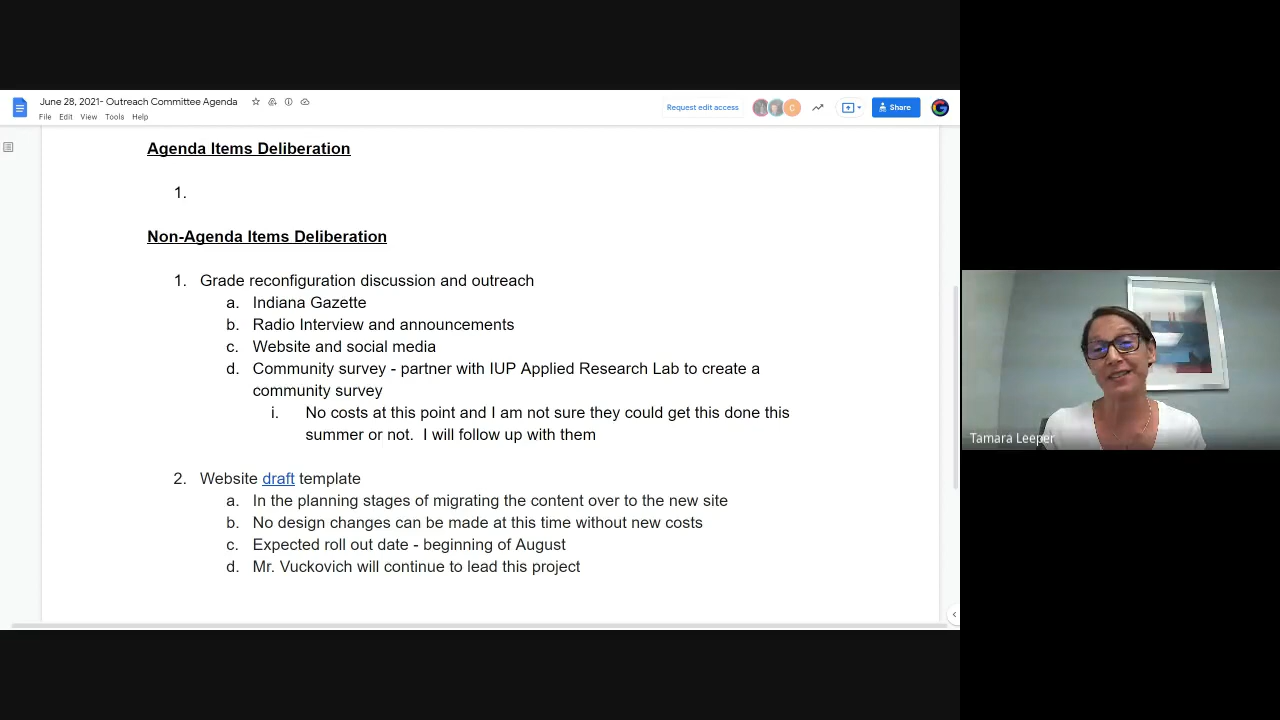 June 28, 2021- Outreach Committee Agenda
File Edit View Tools Help
Request edit access
C
Share
Agenda Items Deliberation
1.
Non-Agenda Items Deliberation
1. Grade reconfiguration discussion and outreach
a. Indiana Gazette
b. Radio Interview and announcements
c. Website and social media
d. Community survey - partner with IUP Applied Research Lab to create a
community survey
i. No costs at this point and I am not sure they could get this done this
summer or not. I will follow up with them
2. Website draft template
a. In the planning stages of migrating the content over to the new site
b. No design changes can be made at this time without new costs
c. Expected roll out date - beginning of August
d. Mr. Vuckovich will continue to lead this project
Tamara Leeper